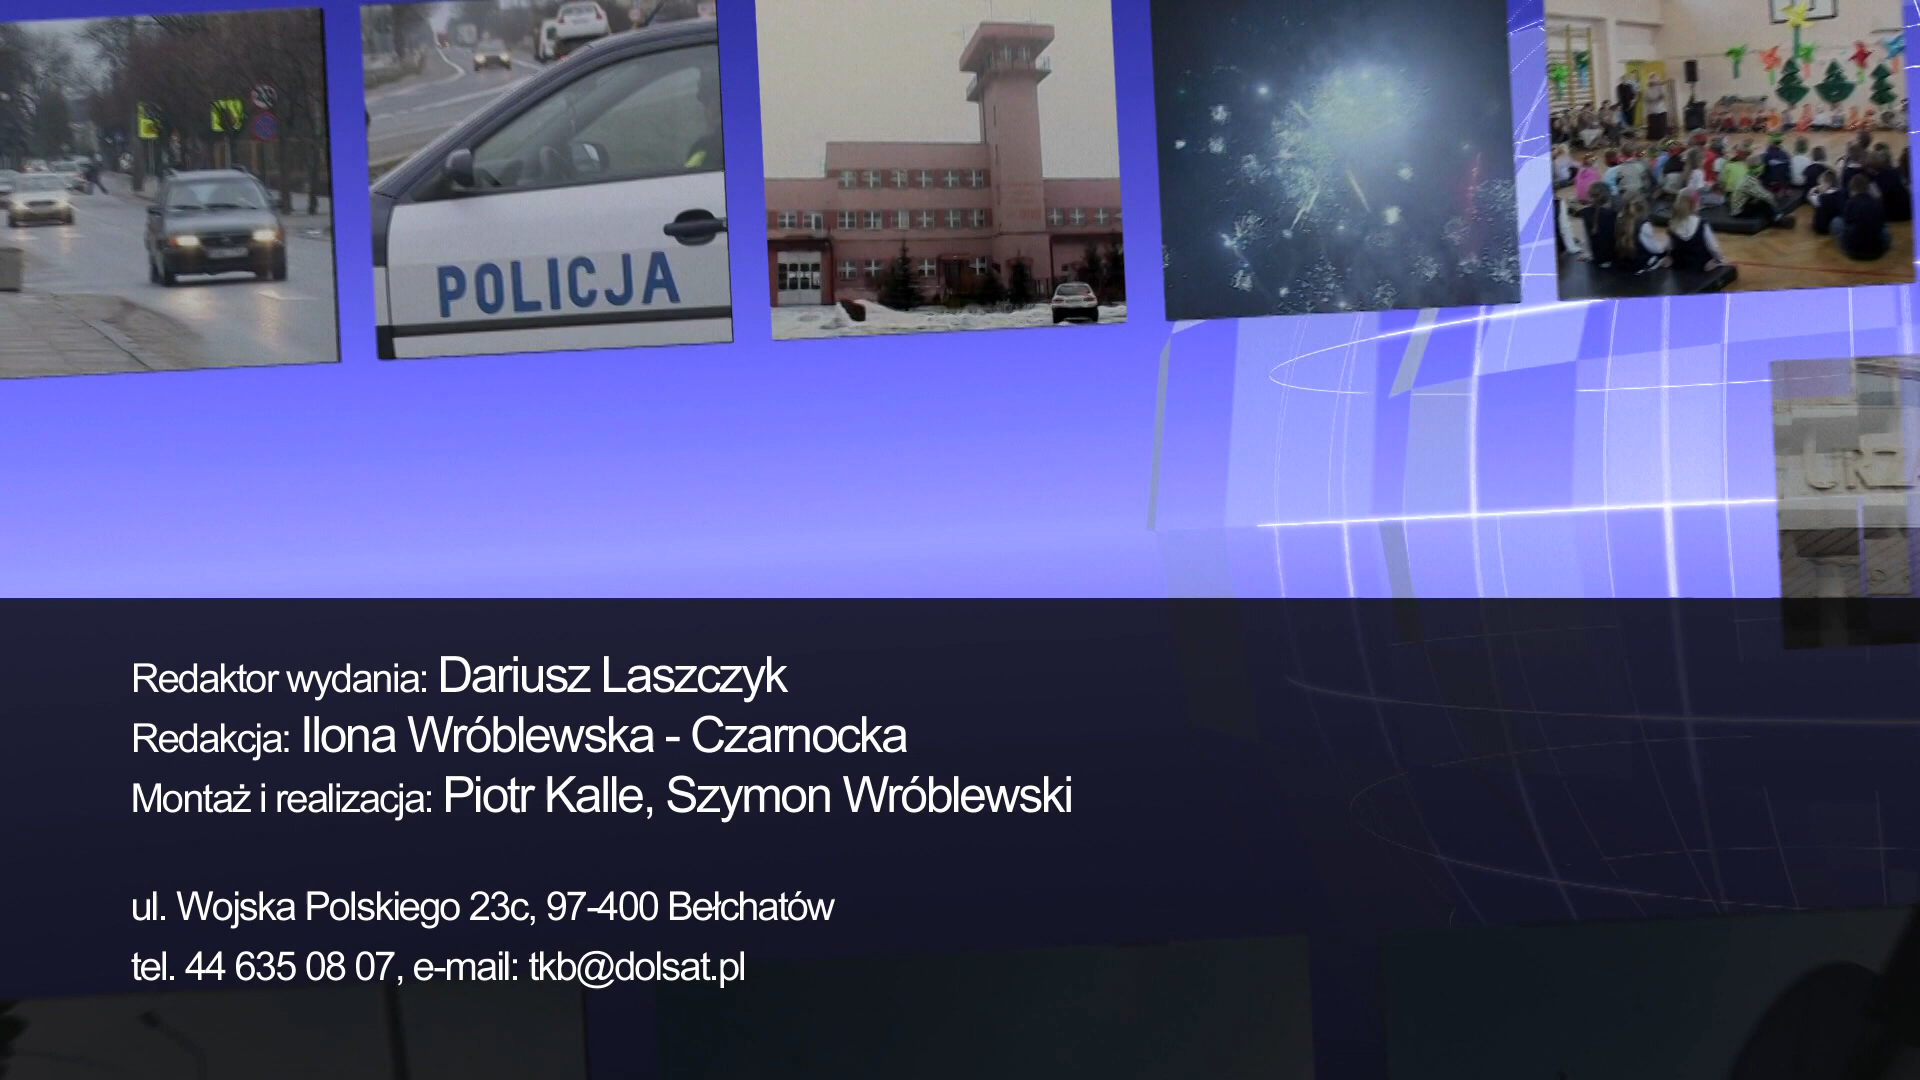 POLICJA
URZ
Redaktor wydania: Dariusz Laszczyk
Redakcja: Ilona Wróblewska - Czarnocka
Montaż i realizacja: Piotr Kalle, Szymon Wróblewski
ul. Wojska Polskiego 23c, 97-400 Bełchatów
tel. 44 635 08 07, e-mail: tkb@dolsat.pl